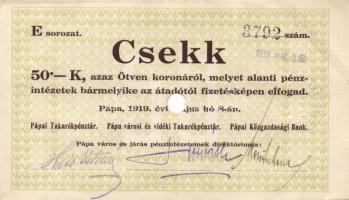 E sorozat.
3792 szám.
Csekk
50·— K, azaz Ötven koronáról, melyet alanti pénz-
intézetek bármelyike az átadótól fizetésképen elfogad.
Pápa, 1919. évi május hó 8-án.
Pápai Takarékpénztár. Pápa városi és vidéki Takarékpénztár. Pápai Közgazdasági Bank.
Pápa város és járás pénzintézeteinek direktóriuma: